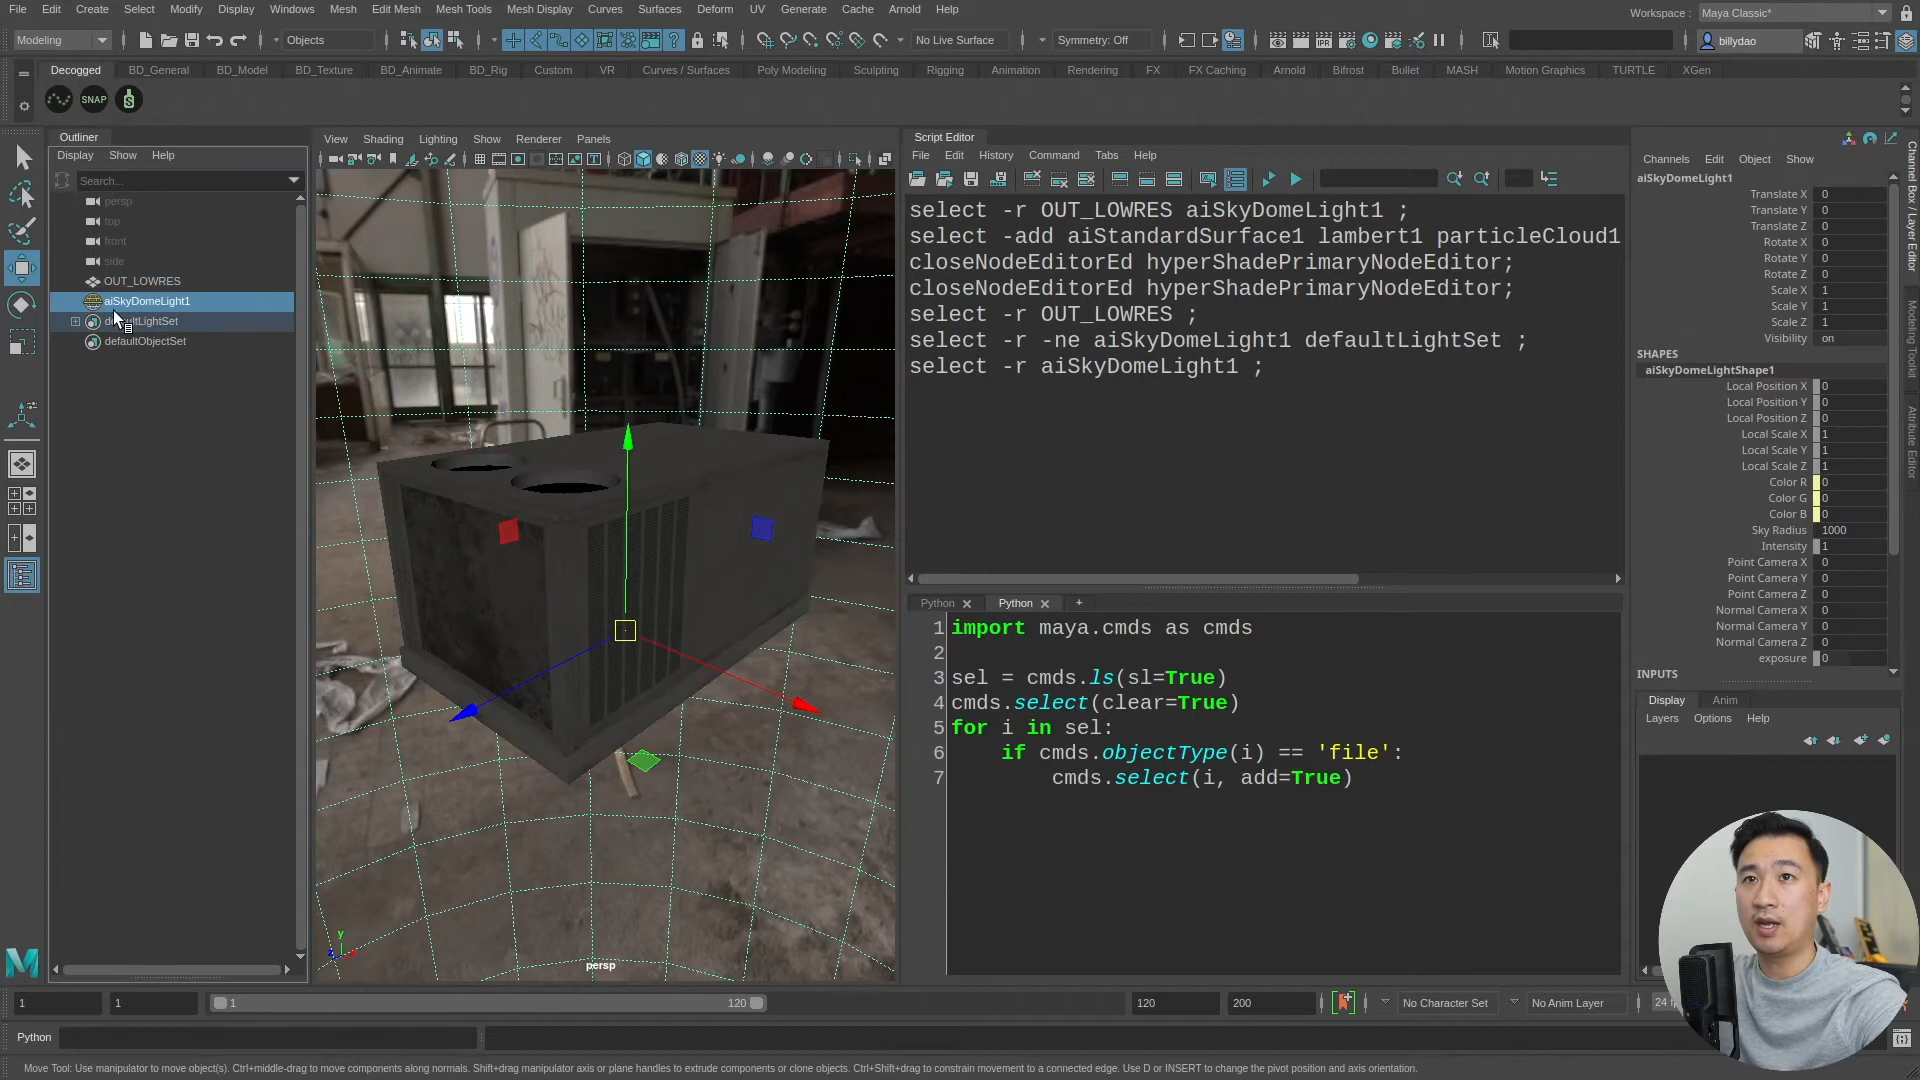 File Edit Create Select Modify Display Windows Mesh Edit Mesh Mesh Tools Mesh Display Curves Surfaces Deform UV Generate Cache Arnold Help
Workspace : Maya Classic*
Modeling Objects No Live Surface Symmetry: Off billydao
Decogged BD_General BD_Model BD_Texture BD_Animate BD_Rig Custom VR Curves / Surfaces Poly Modeling Sculpting Rigging Animation Rendering FX FX Caching Arnold Bifrost Bullet MASH Motion Graphics TURTLE XGen
SNAP
Outliner
Display Show Help
Search...
persp
top
front
side
OUT_LOWRES
aiSkyDomeLight1
defaultLightSet
defaultObjectSet
View Shading Lighting Show Renderer Panels
y
persp
Script Editor
File Edit History Command Tabs Help
select -r OUT_LOWRES aiSkyDomeLight1 ;
select -add aiStandardSurface1 lambert1 particleCloud1
closeNodeEditorEd hyperShadePrimaryNodeEditor;
closeNodeEditorEd hyperShadePrimaryNodeEditor;
select -r OUT_LOWRES ;
select -r -ne aiSkyDomeLight1 defaultLightSet ;
select -r aiSkyDomeLight1 ;
Python Python +
1 import maya.cmds as cmds
2
3 sel = cmds.ls(sl=True)
4 cmds.select(clear=True)
5 for i in sel:
6 if cmds.objectType(i) == 'file':
7 cmds.select(i, add=True)
Channels Edit Object Show
aiSkyDomeLight1
Translate X 0
Translate Y 0
Translate Z 0
Rotate X 0
Rotate Y 0
Rotate Z 0
Scale X 1
Scale Y 1
Scale Z 1
Visibility on
SHAPES
aiSkyDomeLightShape1
Local Position X 0
Local Position Y 0
Local Position Z 0
Local Scale X 1
Local Scale Y 1
Local Scale Z 1
Color R 0
Color G 0
Color B 0
Sky Radius 1000
Intensity 1
Point Camera X 0
Point Camera Y 0
Point Camera Z 0
Normal Camera X 0
Normal Camera Y 0
Normal Camera Z 0
exposure 0
INPUTS
Display Anim
Layers Options Help
Channel Box / Layer Editor
Modeling Toolkit
Attribute Editor
1 1 1 120 120 200 No Character Set No Anim Layer 24 f
Python
Move Tool: Use manipulator to move object(s). Ctrl+middle-drag to move components along normals. Shift+drag manipulator axis or plane handles to extrude components or clone objects. Ctrl+Shift+drag to constrain movement to a connected edge. Use D or INSERT to change the pivot position and axis orientation.